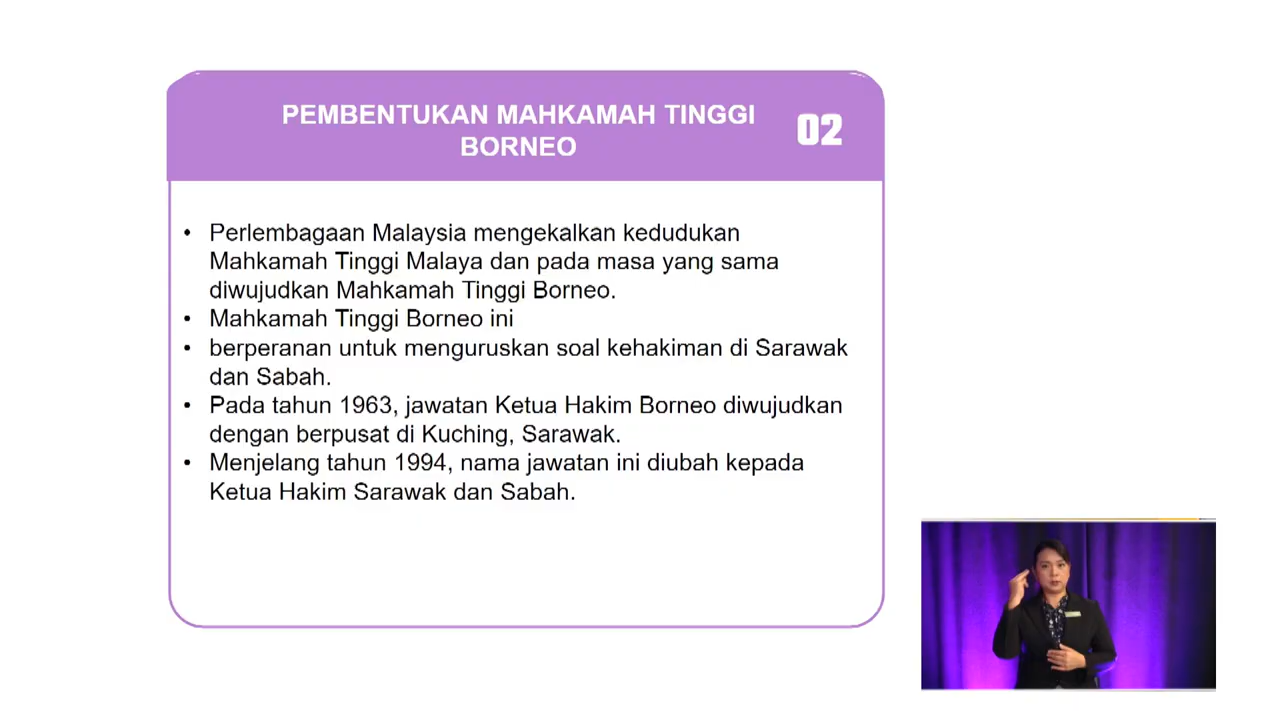 PEMBENTUKAN MAHKAMAH TINGGI
BORNEO
02
• Perlembagaan Malaysia mengekalkan kedudukan
Mahkamah Tinggi Malaya dan pada masa yang sama
diwujudkan Mahkamah Tinggi Borneo.
• Mahkamah Tinggi Borneo ini
• berperanan untuk menguruskan soal kehakiman di Sarawak
dan Sabah.
• Pada tahun 1963, jawatan Ketua Hakim Borneo diwujudkan
dengan berpusat di Kuching, Sarawak.
• Menjelang tahun 1994, nama jawatan ini diubah kepada
Ketua Hakim Sarawak dan Sabah.